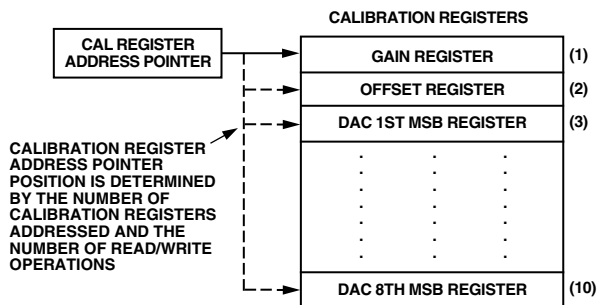 CALIBRATION REGISTERS
CAL REGISTER
ADDRESS POINTER
GAIN REGISTER (1)
OFFSET REGISTER (2)
DAC 1ST MSB REGISTER (3)
CALIBRATION REGISTER
ADDRESS POINTER
POSITION IS DETERMINED
BY THE NUMBER OF
CALIBRATION REGISTERS
ADDRESSED AND THE
NUMBER OF READ/WRITE
OPERATIONS
DAC 8TH MSB REGISTER (10)